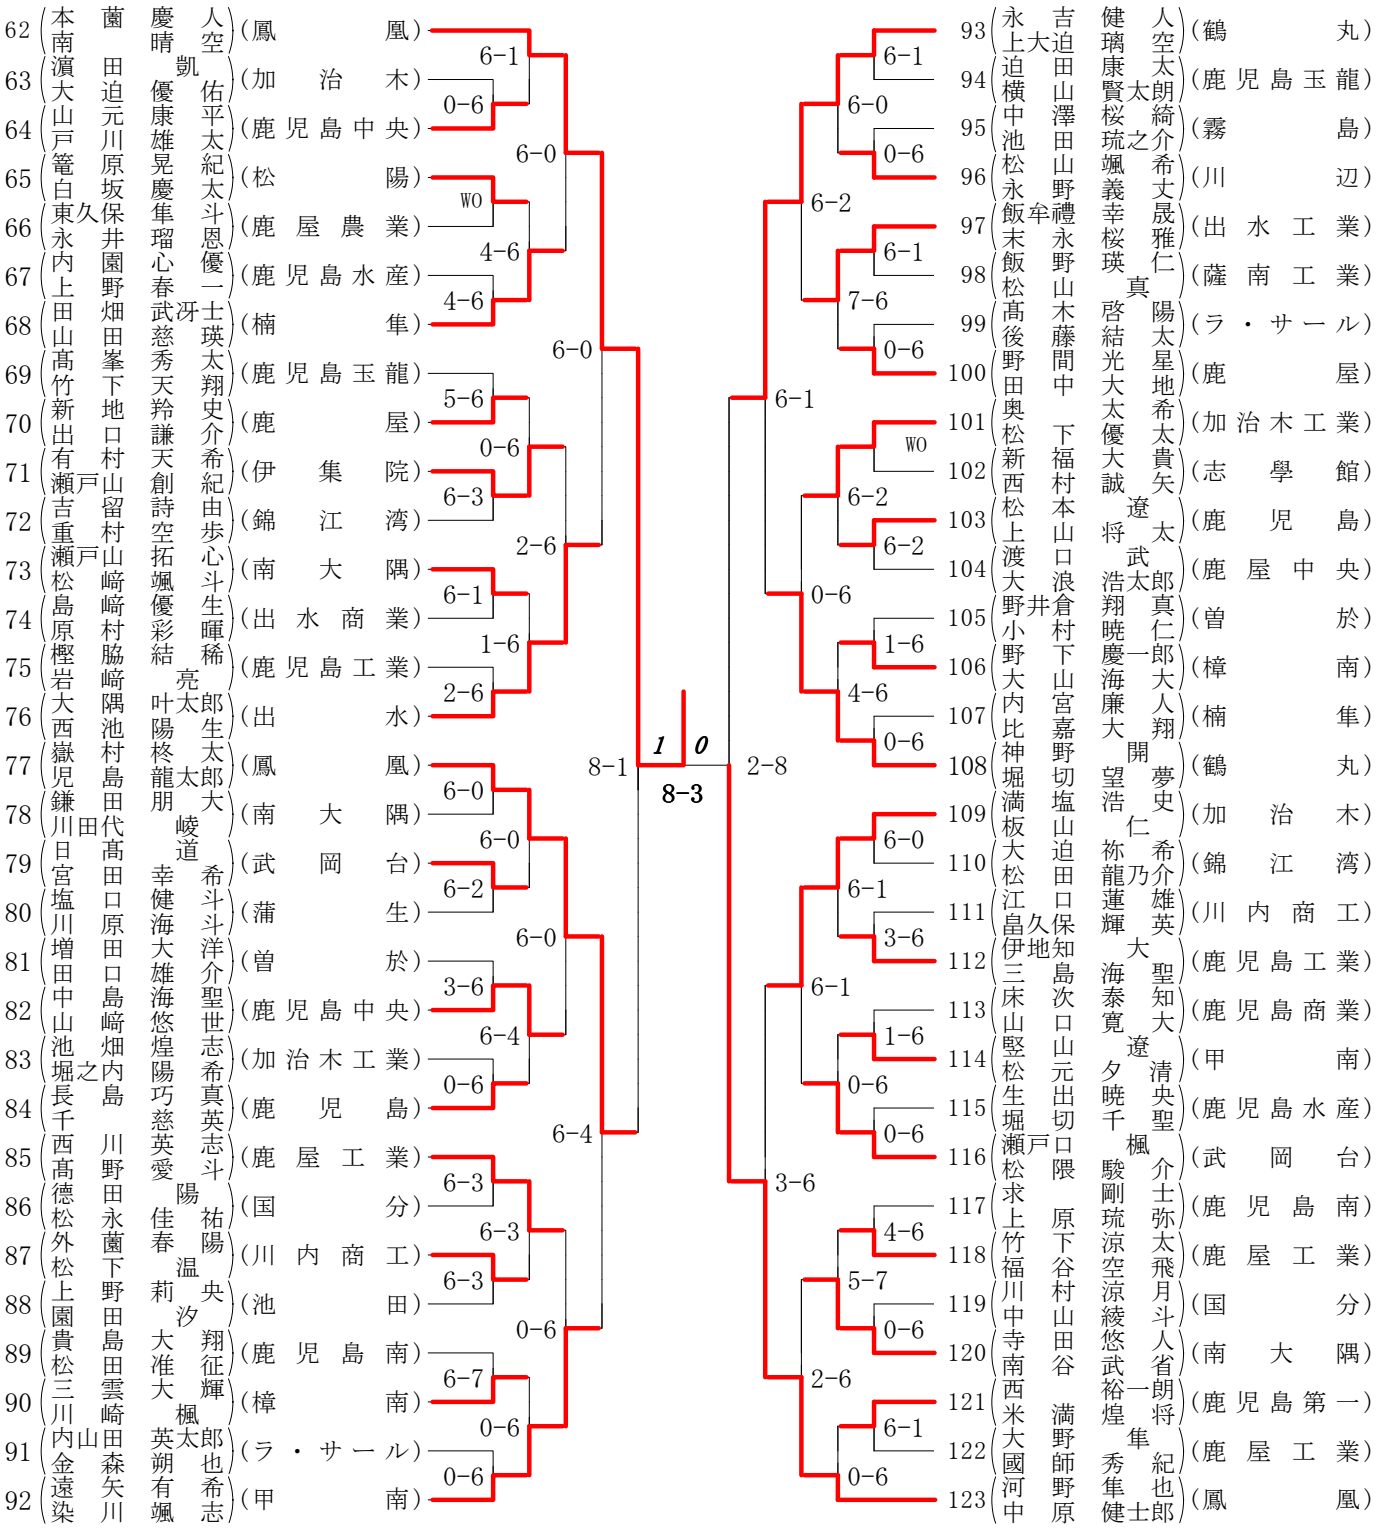 62 (本薗慶人 南晴空) (鳳凰)
63 (濵田凱 大迫優佑) (加治木)
64 (山元康平 戸川雄太) (鹿児島中央)
65 (篭原晃紀 白坂慶太) (松陽)
66 (東久保隼斗 永井瑠恩) (鹿屋農業)
67 (内園心優 上野春一) (鹿児島水産)
68 (田畑武冴士 山田慈瑛) (楠隼)
69 (髙峯秀太 竹下天翔) (鹿児島玉龍)
70 (新地羚史 出口謙介) (鹿屋)
71 (有村天希 瀬戸山創紀) (伊集院)
72 (吉留詩由 重村空歩) (錦江湾)
73 (瀬戸山拓心 松﨑颯斗) (南大隅)
74 (島﨑優生 原村彩暉) (出水商業)
75 (樫脇結稀 岩﨑亮) (鹿児島工業)
76 (大隅叶太郎 西池陽生) (出水)
77 (嶽村柊太 児島龍太郎) (鳳凰)
78 (鎌田朋大 川田代崚) (南大隅)
79 (日髙道 宮田幸希) (武岡台)
80 (塩口健斗 川原海斗) (蒲生)
81 (増田大洋 田口雄介) (曽於)
82 (中島海聖 山﨑悠世) (鹿児島中央)
83 (池畑煌志 堀之内陽希) (加治木工業)
84 (長島巧真 千慈英) (鹿児島)
85 (西川英志 髙野愛斗) (鹿屋工業)
86 (德田陽 松永佳祐) (国分)
87 (外薗春陽 松下温) (川内商工)
88 (上野莉央 園田汐) (池田)
89 (貴島大翔 松田准征) (鹿児島南)
90 (三雲大輝 川崎楓) (樟南)
91 (内山田英太郎 金森朔也) (ラ・サール)
92 (遠矢有希 染川颯志) (甲南)
6-1
0-6
6-0
WO
4-6
4-6
6-0
5-6
0-6
6-3
2-6
6-1
1-6
2-6
8-1
6-0
6-0
6-2
6-0
3-6
6-4
0-6
6-4
6-3
6-3
6-3
0-6
6-7
0-6
0-6
1 0
8-3
93 (永吉健人 上大迫璃空) (鶴丸)
94 (迫田康太 横山賢太朗) (鹿児島玉龍)
95 (中澤桜綺 池田琉之介) (霧島)
96 (松山颯希 永野義丈) (川辺)
97 (飯牟禮幸晟 末永桜雅) (出水工業)
98 (飯野瑛仁 松山真) (薩南工業)
99 (髙木啓陽 後藤結太) (ラ・サール)
100 (野間光星 田中大地) (鹿屋)
101 (奥太希 松下優太) (加治木工業)
102 (新福大貴 西村誠矢) (志學館)
103 (松本遼 上山将太) (鹿児島)
104 (渡口武 大浪浩太郎) (鹿屋中央)
105 (野井倉翔真 小村暁仁) (曽於)
106 (野下慶一郎 大山海大) (樟南)
107 (内宮廉人 比嘉大翔) (楠隼)
108 (神野開 堀切望夢) (鶴丸)
109 (満塩浩史 板山仁) (加治木)
110 (大迫祢希 松田龍乃介) (錦江湾)
111 (江口蓮雄 畠久保輝英) (川内商工)
112 (伊地知大 三島海聖) (鹿児島工業)
113 (床次泰知 山口寛大) (鹿児島商業)
114 (竪山遼 松元夕清) (甲南)
115 (生出暁央 堀切千聖) (鹿児島水産)
116 (瀬戸口楓 松隈駿介) (武岡台)
117 (求剛士 上原琉弥) (鹿児島南)
118 (竹下涼太 福谷空飛) (鹿屋工業)
119 (川村涼月 中山綾斗) (国分)
120 (寺田悠人 南谷武省) (南大隅)
121 (西裕一朗 米満煌将) (鹿児島第一)
122 (大野隼 國師秀紀) (鹿屋工業)
123 (河野隼也 中原健士郎) (鳳凰)
6-1
6-0
0-6
6-2
6-1
7-6
0-6
6-1
WO
6-2
6-2
0-6
1-6
4-6
0-6
2-8
6-0
6-1
3-6
6-1
1-6
0-6
0-6
3-6
4-6
5-7
0-6
2-6
6-1
0-6